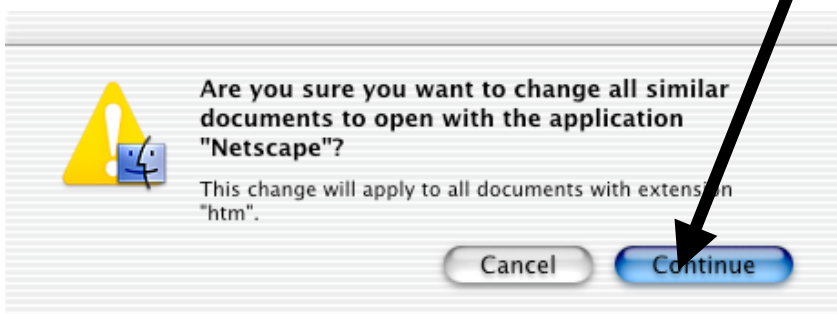 Are you sure you want to change all similar
documents to open with the application
"Netscape"?
This change will apply to all documents with extension
"htm".
Cancel Continue